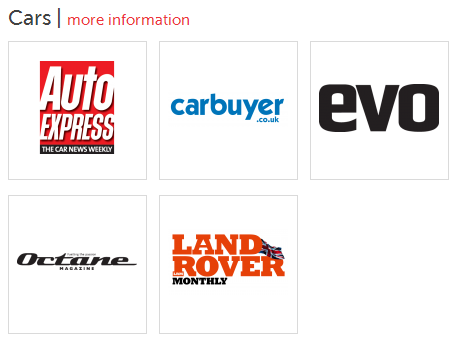 Cars | more information
Auto
EXPRESS
THE CAR NEWS WEEKLY
carbuyer
.co.uk
evo
Octane
MAGAZINE
LAND
ROVER
MONTHLY